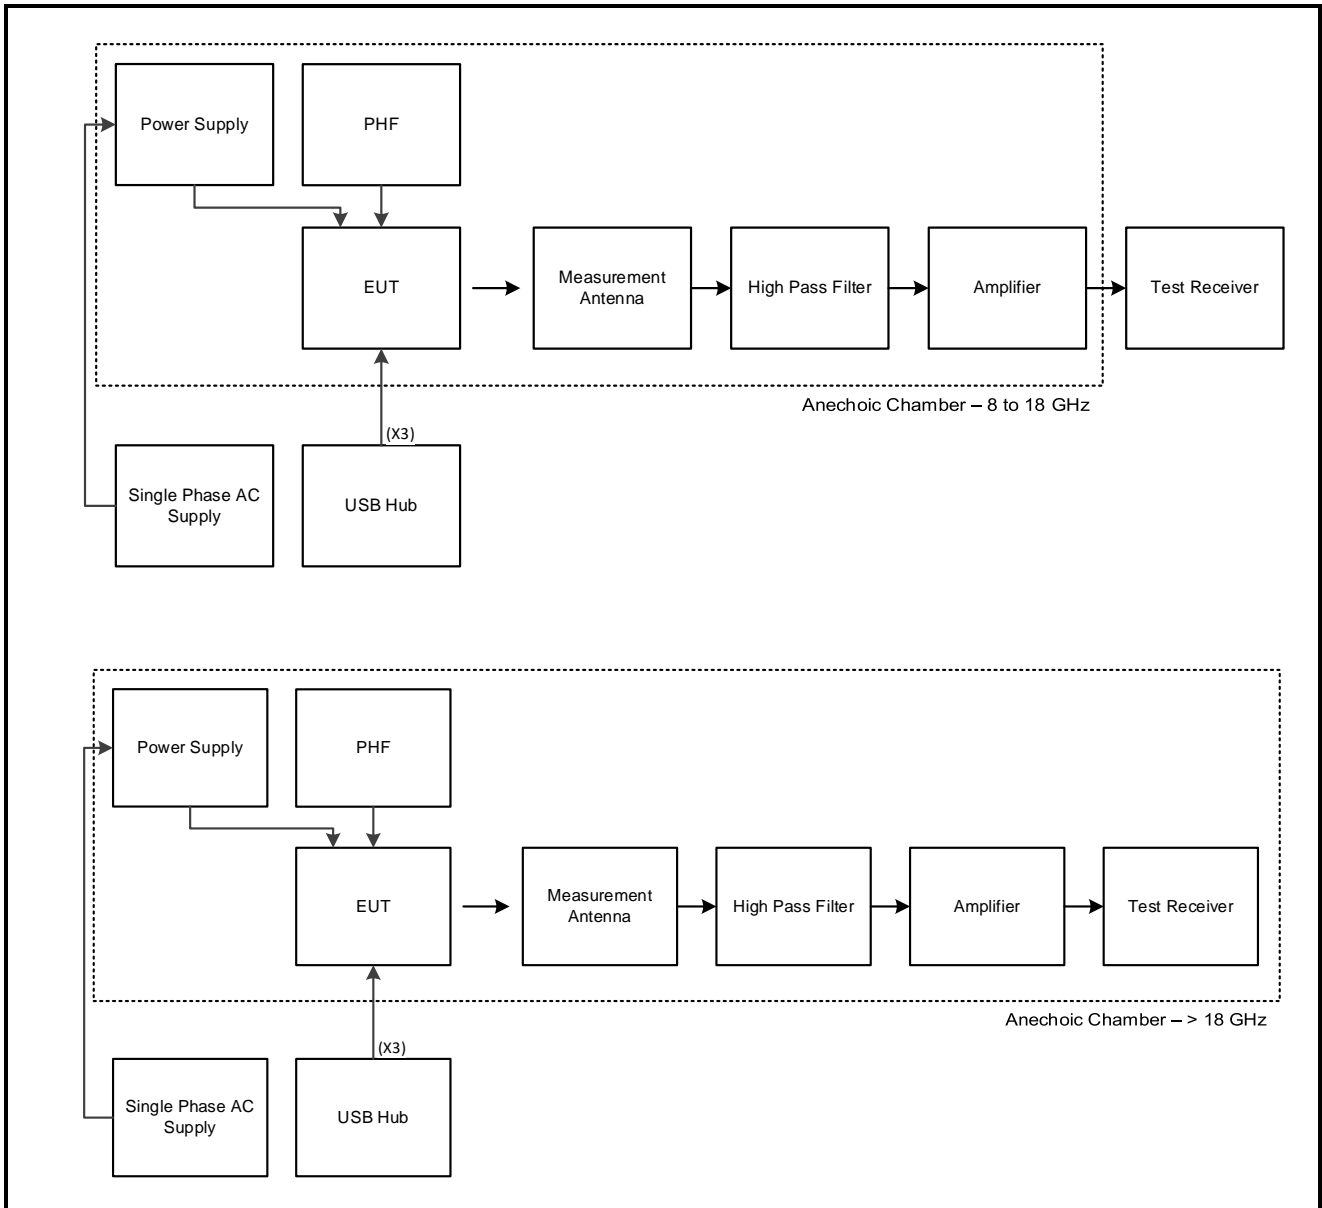 Power Supply
PHF
EUT
Measurement
Antenna
High Pass Filter
Amplifier
Test Receiver
Anechoic Chamber – 8 to 18 GHz
(X3)
Single Phase AC
Supply
USB Hub
Power Supply
PHF
EUT
Measurement
Antenna
High Pass Filter
Amplifier
Test Receiver
Anechoic Chamber – > 18 GHz
(X3)
Single Phase AC
Supply
USB Hub